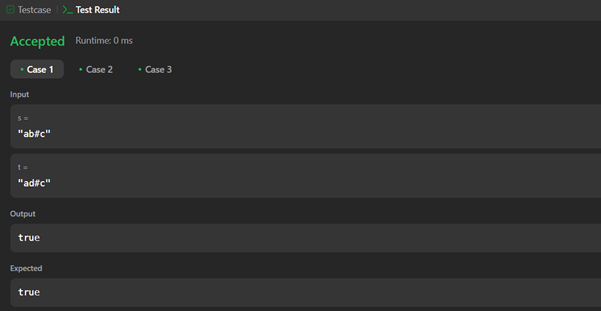 Testcase Test Result
Accepted Runtime: 0 ms
Case 1 Case 2 Case 3
Input
s =
"ab#c"
t =
"ad#c"
Output
true
Expected
true